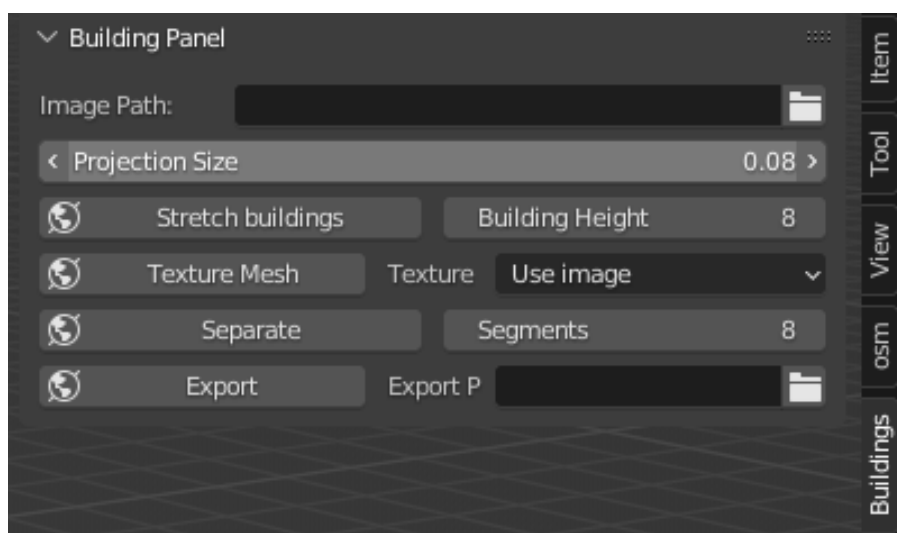 Building Panel
Image Path:
Projection Size 0.08
Stretch buildings Building Height 8
Texture Mesh Texture Use image
Separate Segments 8
Export Export P
Item
Tool
View
osm
Buildings